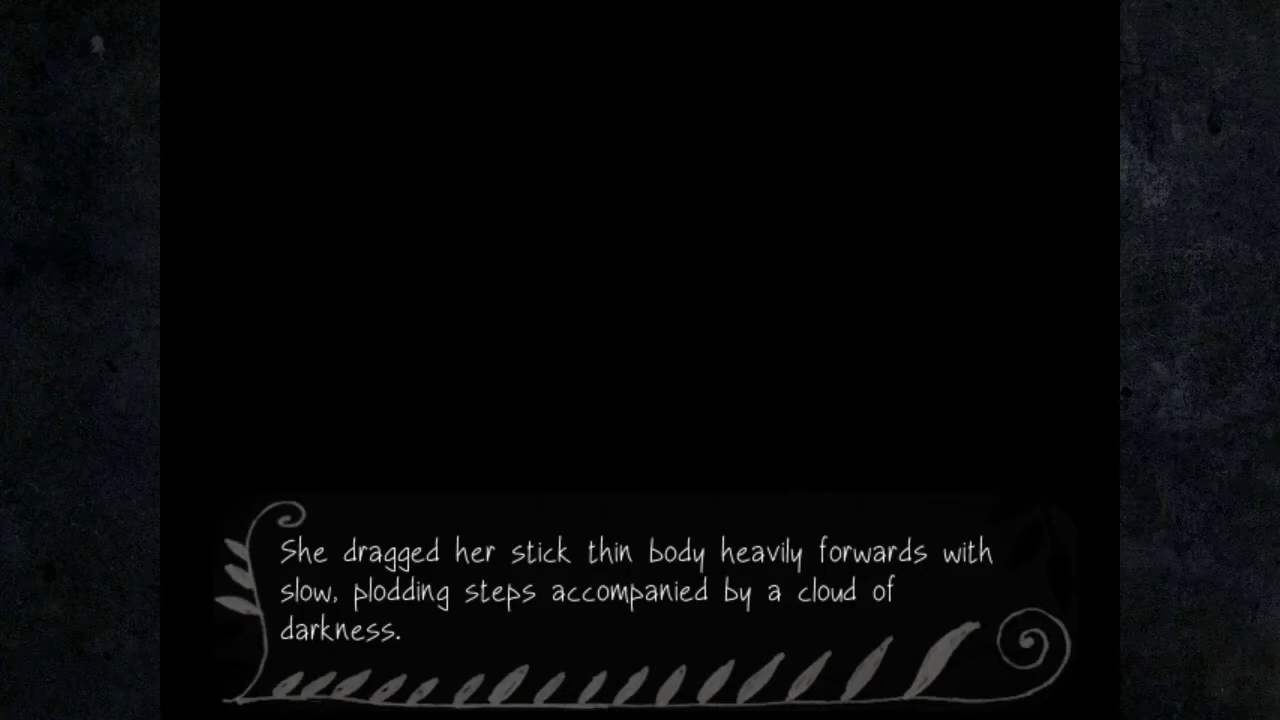 She dragged her stick thin body heavily forwards with
slow, plodding steps accompanied by a cloud of
darkness.